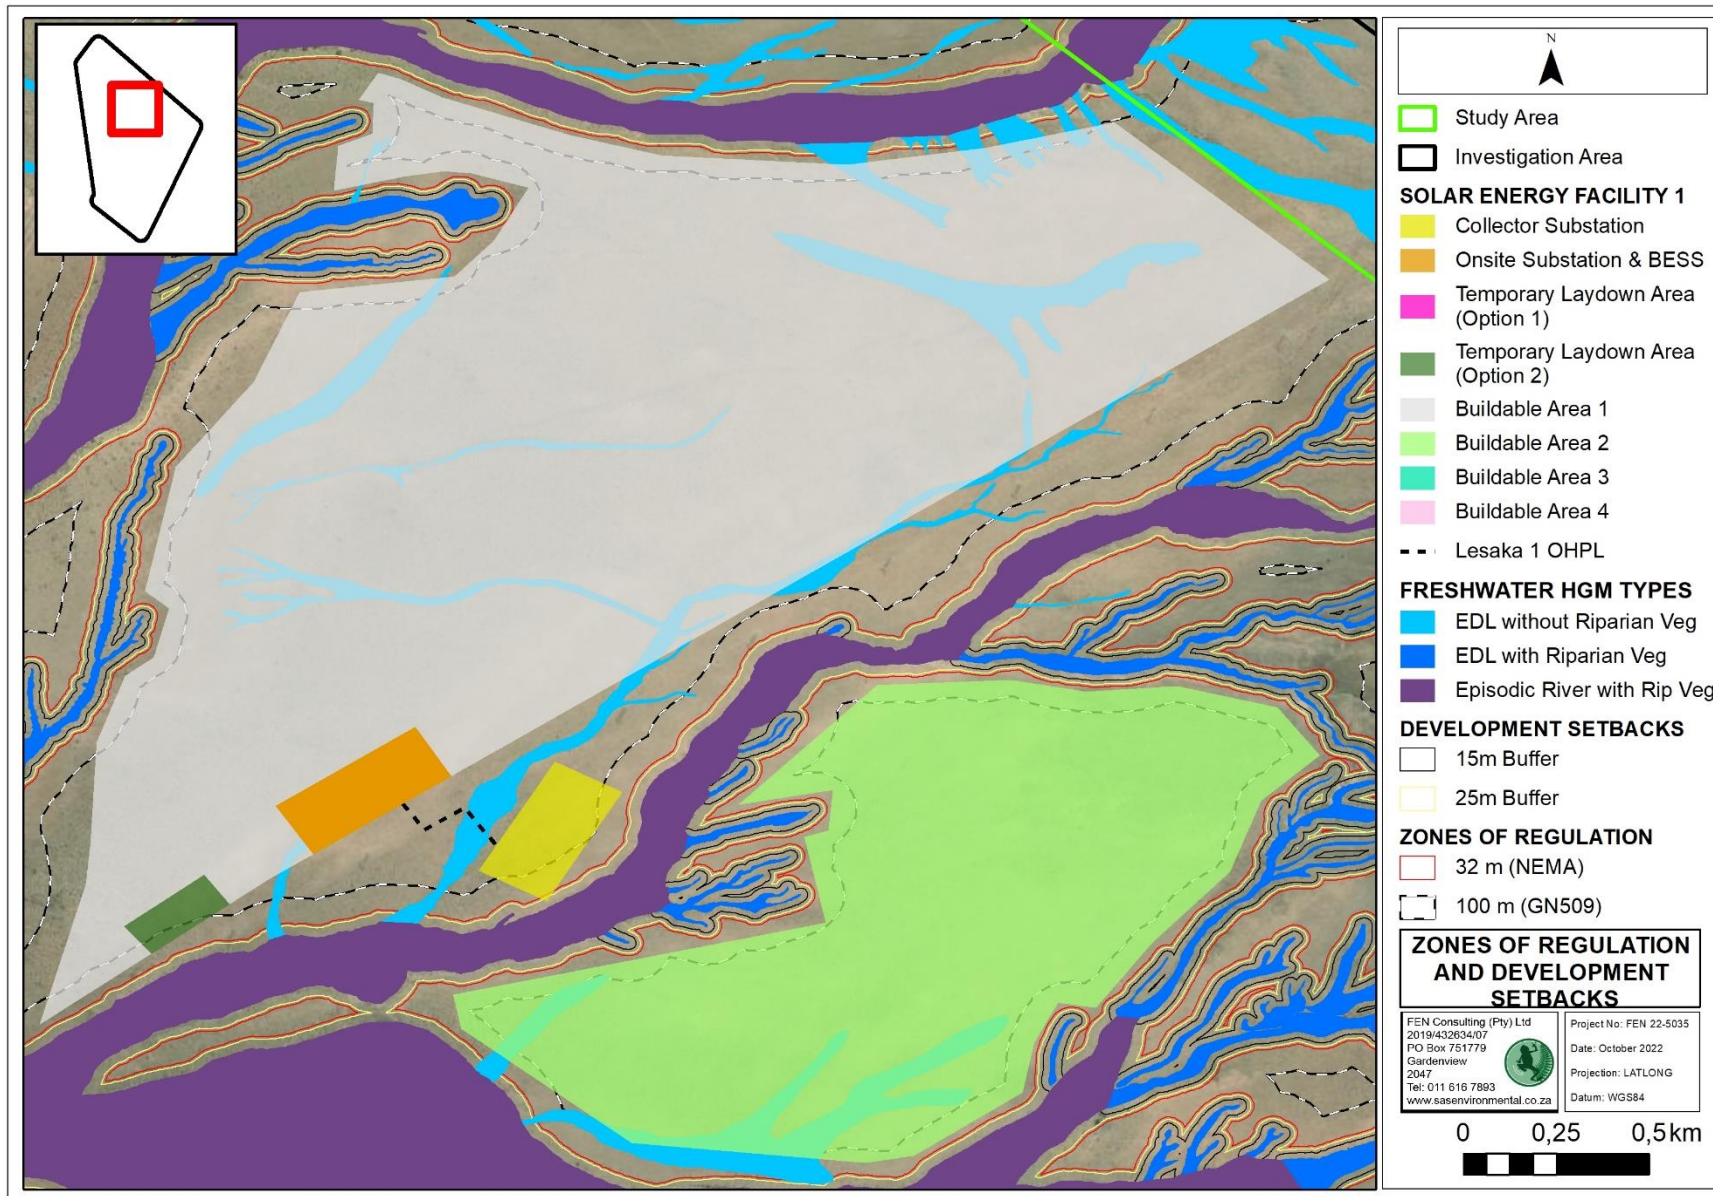 N
Study Area
Investigation Area
SOLAR ENERGY FACILITY 1
Collector Substation
Onsite Substation & BESS
Temporary Laydown Area
(Option 1)
Temporary Laydown Area
(Option 2)
Buildable Area 1
Buildable Area 2
Buildable Area 3
Buildable Area 4
Lesaka 1 OHPL
FRESHWATER HGM TYPES
EDL without Riparian Veg
EDL with Riparian Veg
Episodic River with Rip Veg
DEVELOPMENT SETBACKS
15m Buffer
25m Buffer
ZONES OF REGULATION
32 m (NEMA)
100 m (GN509)
ZONES OF REGULATION
AND DEVELOPMENT
SETBACKS
FEN Consulting (Pty) Ltd
2019/432634/07
PO Box 751779
Gardenview
2047
Tel: 011 616 7893
www.sasenvironmental.co.za
Project No: FEN 22-5035
Date: October 2022
Projection: LATLONG
Datum: WGS84
0 0,25 0,5 km